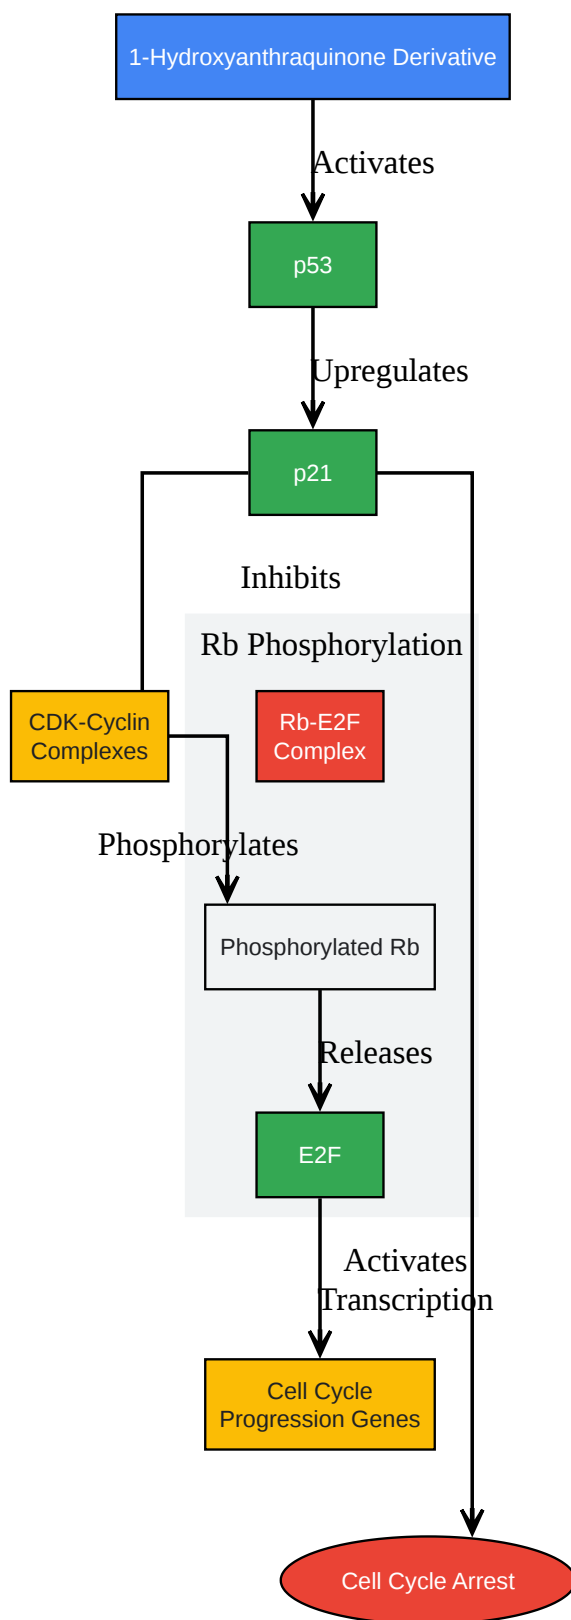 1-Hydroxyanthraquinone Derivative
Activates
p53
Upregulates
p21
Inhibits
Rb Phosphorylation
CDK-Cyclin
Complexes
Rb-E2F
Complex
Phosphorylates
Phosphorylated Rb
Releases
E2F
Activates
Transcription
Cell Cycle
Progression Genes
Cell Cycle Arrest